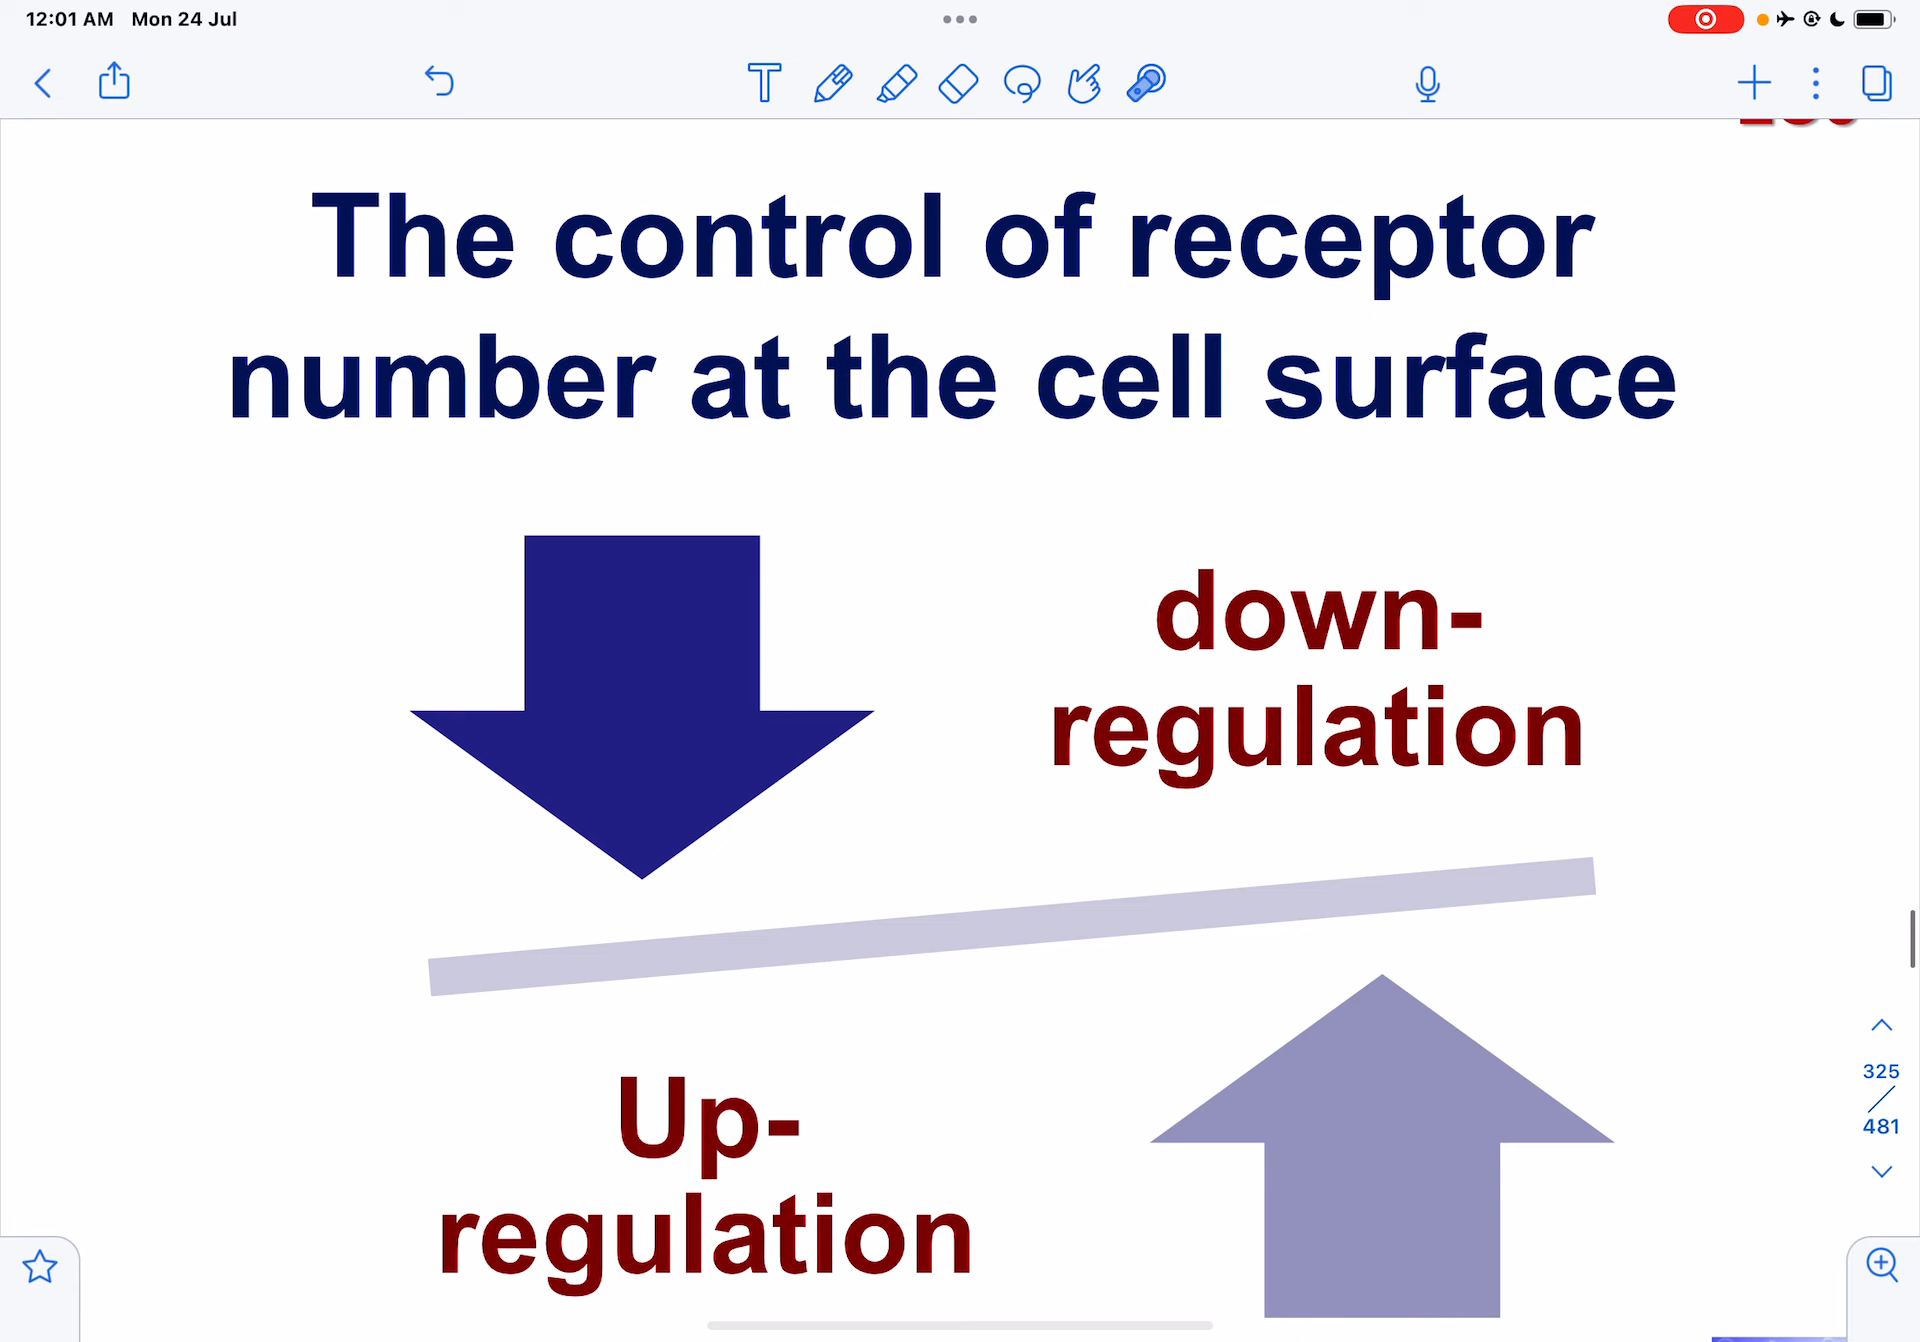 12:01 AM Mon 24 Jul
The control of receptor
number at the cell surface
down-
regulation
325
481
Up-
regulation